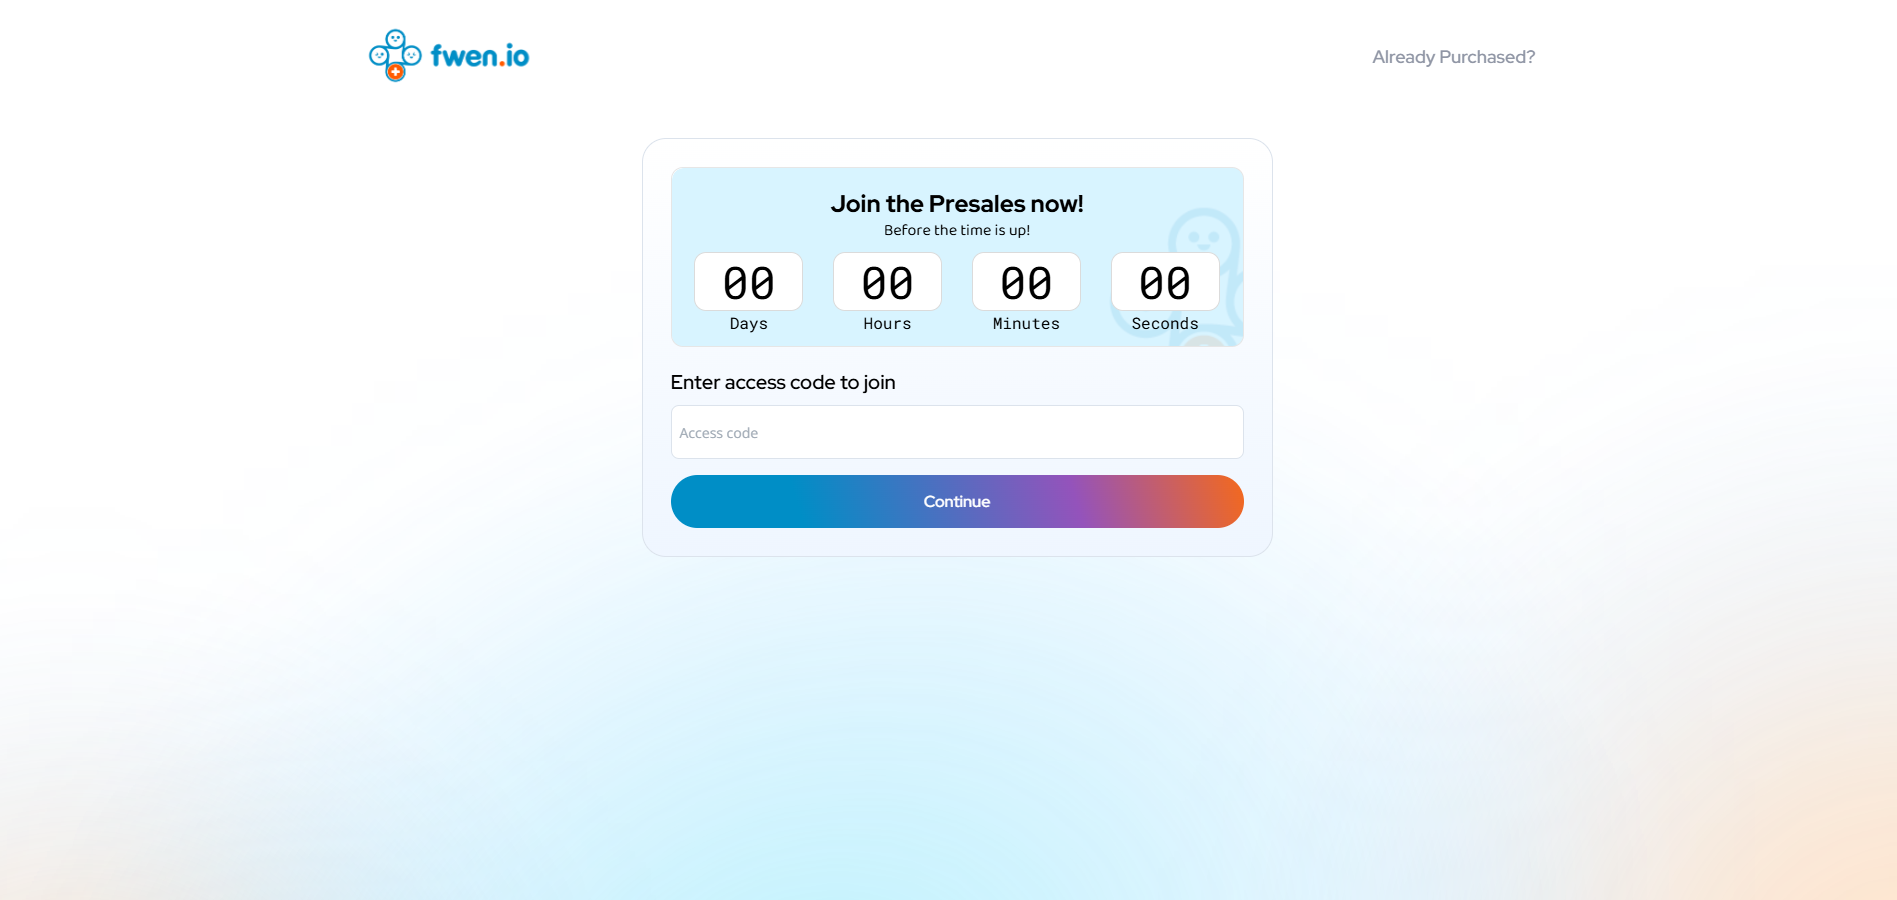 fwen.io
Already Purchased?
Join the Presales now!
Before the time is up!
00 00 00 00
Days Hours Minutes Seconds
Enter access code to join
Access code
Continue